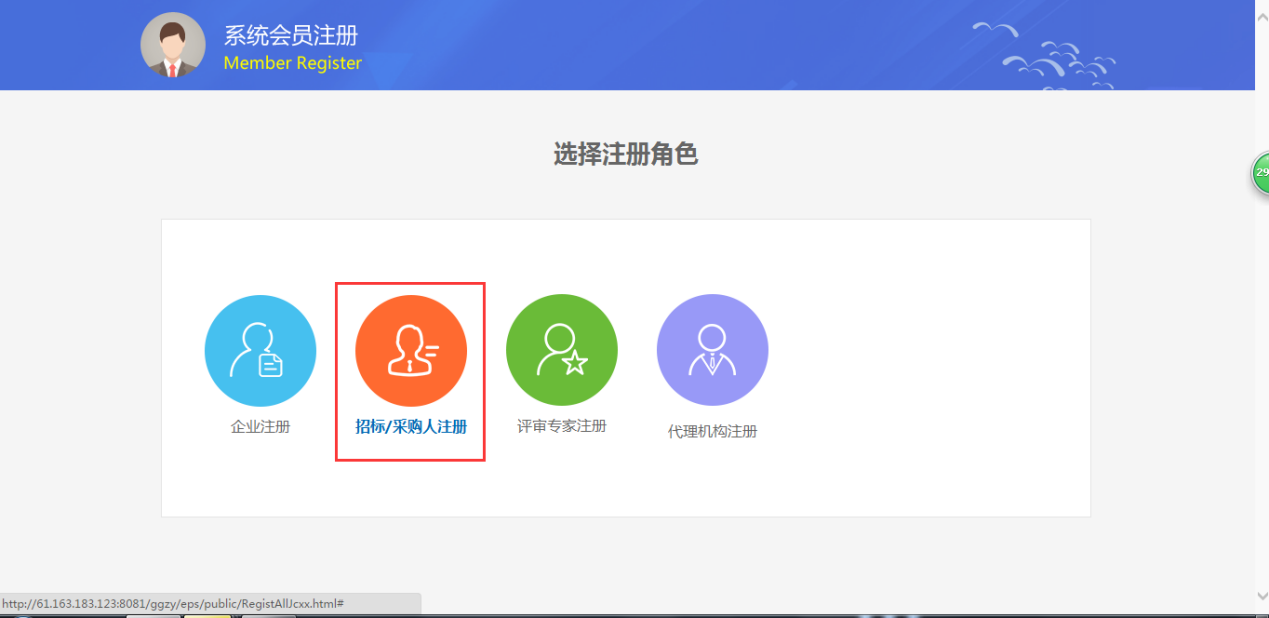 系统会员注册
Member Register
选择注册角色
29
企业注册
招标/采购人注册
评审专家注册
代理机构注册
http://61.163.183.123:8081/ggzy/eps/public/RegistAllJcxx.html#